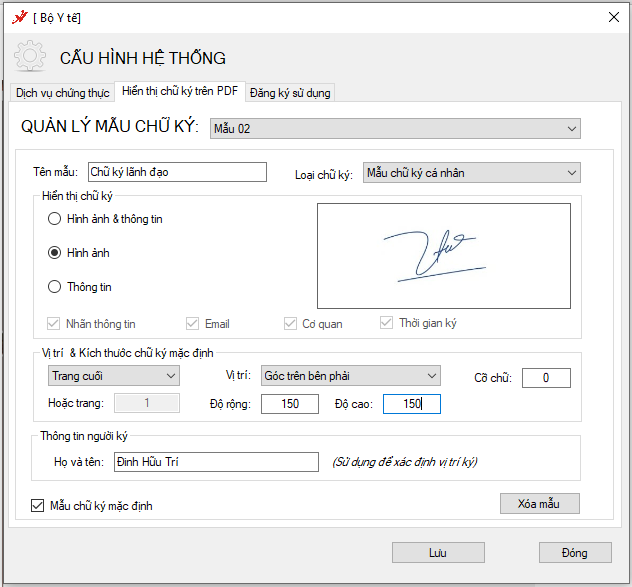 [ Bộ Y tế]
CẤU HÌNH HỆ THỐNG
Dịch vụ chứng thực Hiển thị chữ ký trên PDF Đăng ký sử dụng
QUẢN LÝ MẪU CHỮ KÝ: Mẫu 02
Tên mẫu: Chữ ký lãnh đạo Loại chữ ký: Mẫu chữ ký cá nhân
Hiển thị chữ ký
Hình ảnh & thông tin
Hình ảnh
Thông tin
Nhãn thông tin Email Cơ quan Thời gian ký
Vị trí & Kích thước chữ ký mặc định
Trang cuối Vị trí: Góc trên bên phải Cỡ chữ: 0
Hoặc trang: 1 Độ rộng: 150 Độ cao: 150
Thông tin người ký
Họ và tên: Đinh Hữu Trí (Sử dụng để xác định vị trí ký)
Mẫu chữ ký mặc định Xóa mẫu
Lưu Đóng